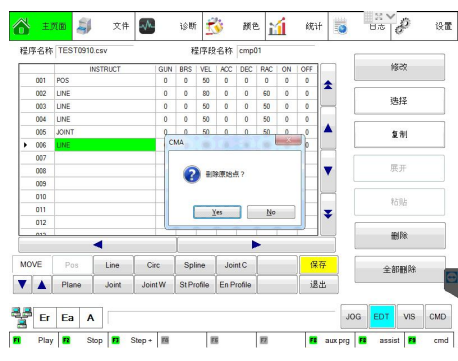 主页面 文件 诊断 颜色 统计 日志 设置
程序名称 TEST0910.csv 程序段名称 cmp01
INSTRUCT GUN BRS VEL ACC DEC RAC ON OFF
001 POS 0 0 50 0 0 0 0 0
002 LINE 0 0 80 0 0 60 0 0
003 LINE 0 0 50 0 0 50 0 0
004 LINE 0 0 50 0 0 50 0 0
005 JOINT 0 0 50 0 0 50 0 0
006 LINE
007
008
009
010
011
012
修改
选择
复制
展开
粘贴
删除
全部删除
CMA
删除原始点？
Yes No
MOVE Pos Line Circ Spline Joint C 保存
Plane Joint Joint W St Profile En Profile 退出
Er Ea A JOG EDT VIS CMD
F1 Play F2 Stop F3 Step + F6 F7 F8 aux prg F8 assist F9 cmd